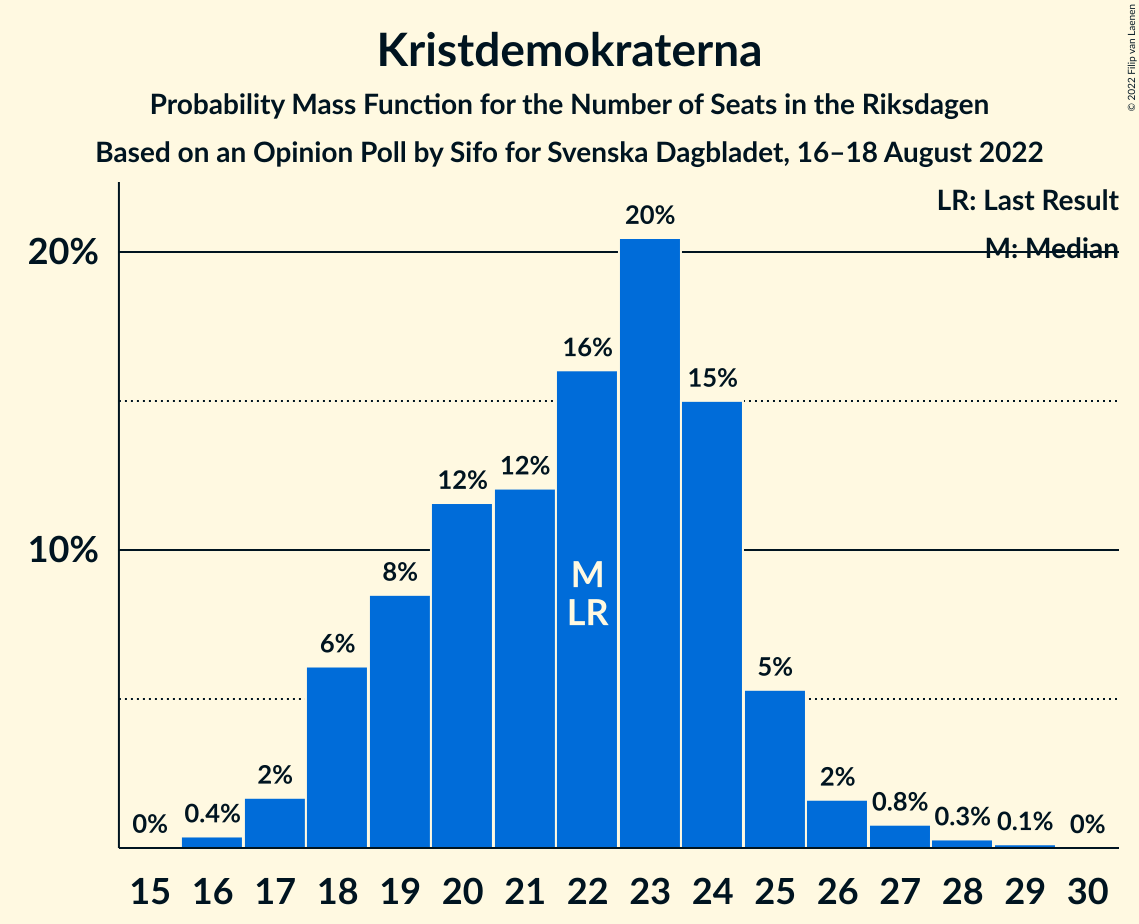 Kristdemokraterna
Probability Mass Function for the Number of Seats in the Riksdagen
Based on an Opinion Poll by Sifo for Svenska Dagbladet, 16–18 August 2022
© 2022 Filip van Laenen
LR: Last Result
M: Median
20%
10%
0%
0.4%
2%
6%
8%
12%
12%
16%
20%
15%
5%
2%
0.8%
0.3%
0.1%
0%
M
LR
15 16 17 18 19 20 21 22 23 24 25 26 27 28 29 30